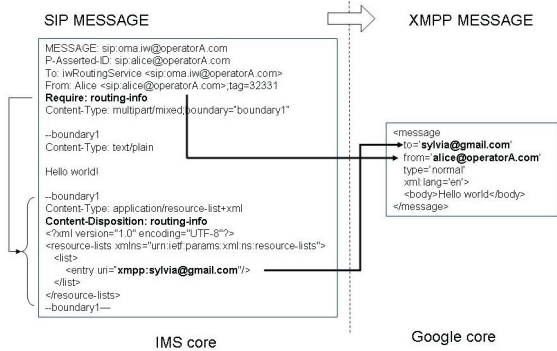 SIP MESSAGE
XMPP MESSAGE
MESSAGE: sip:oma.iw@operatorA.com
P-Asserted-ID: sip:alice@operatorA.com
To: iwRoutingService <sip:oma.iw@operatorA.com>
From: Alice <sip:alice@operatorA.com>;tag=32331
Require: routing-info
Content-Type: multipart/mixed;boundary="boundary1"
--boundary1
Content-Type: text/plain
Hello world!
--boundary1
Content-Type: application/resource-list+xml
Content-Disposition: routing-info
<?xml version="1.0" encoding="UTF-8"?>
<resource-lists xmlns="urn:ietf:params:xml:ns:resource-lists">
<list>
<entry uri="xmpp:sylvia@gmail.com"/>
</list>
</resource-lists>
--boundary1—
<message
to='sylvia@gmail.com'
from='alice@operatorA.com'
type='normal'
xml:lang='en'>
<body>Hello world</body>
</message>
IMS core
Google core